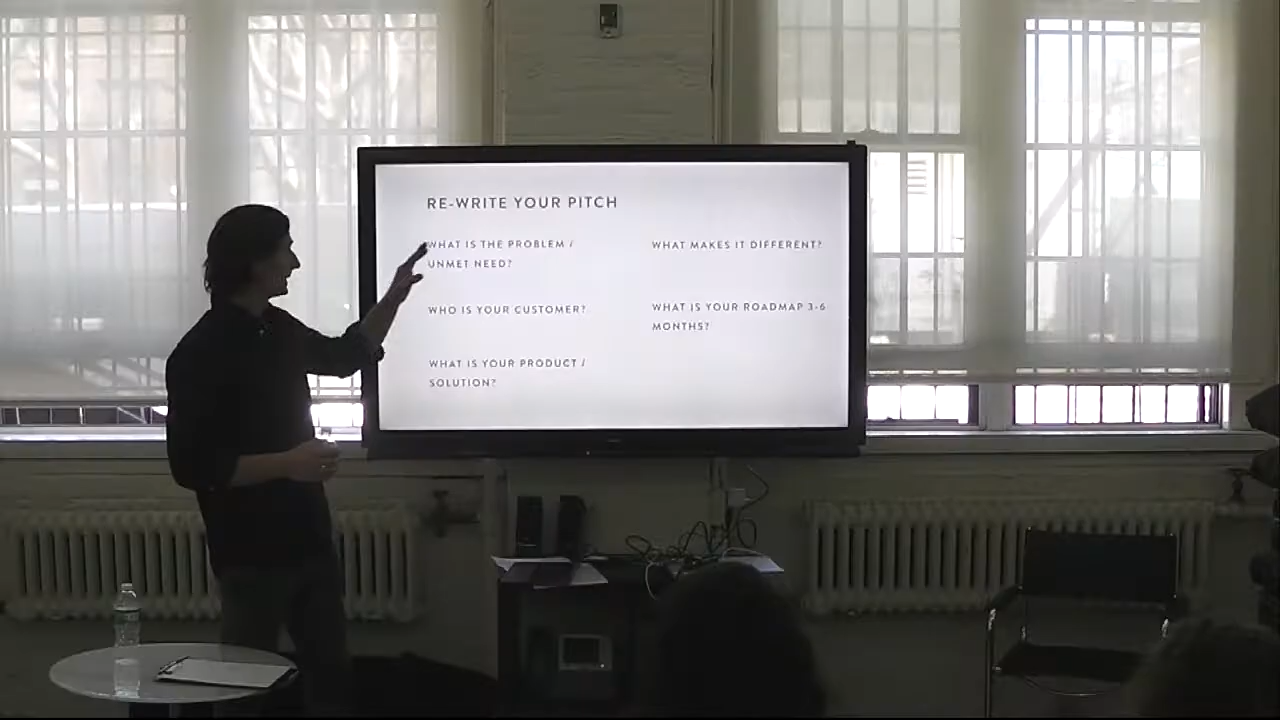 RE-WRITE YOUR PITCH
WHAT IS THE PROBLEM /
UNMET NEED?
WHO IS YOUR CUSTOMER?
WHAT IS YOUR PRODUCT /
SOLUTION?
WHAT MAKES IT DIFFERENT?
WHAT IS YOUR ROADMAP 3-6
MONTHS?